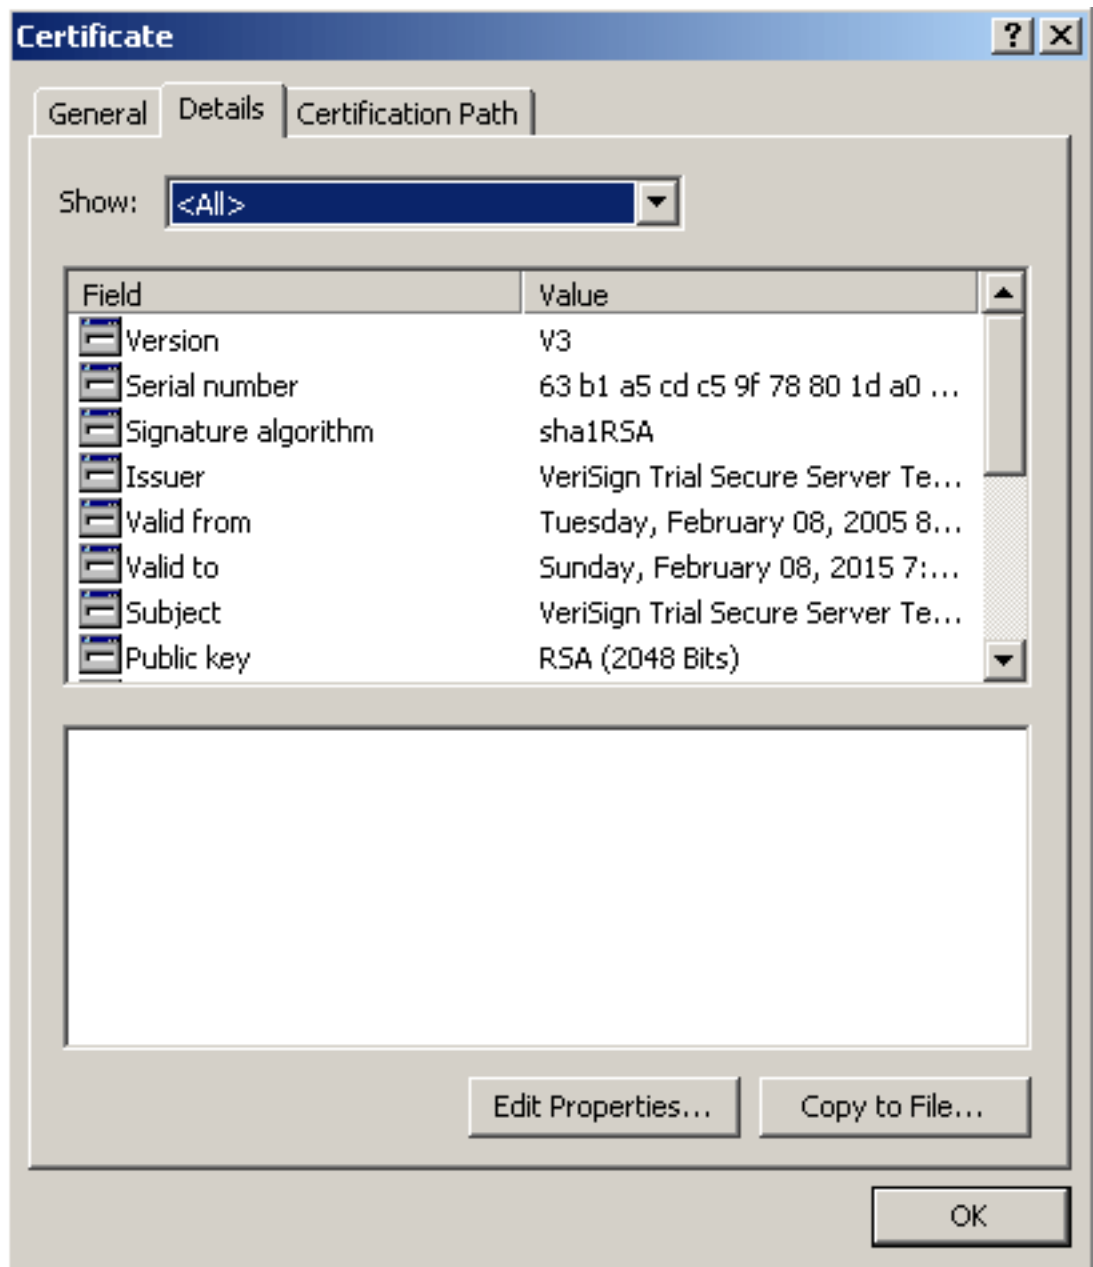 Certificate
General Details Certification Path
Show: <All>
Field Value
Version V3
Serial number 63 b1 a5 cd c5 9f 78 80 1d a0 ...
Signature algorithm sha1RSA
Issuer VeriSign Trial Secure Server Te...
Valid from Tuesday, February 08, 2005 8...
Valid to Sunday, February 08, 2015 7:...
Subject VeriSign Trial Secure Server Te...
Public key RSA (2048 Bits)
Edit Properties... Copy to File...
OK